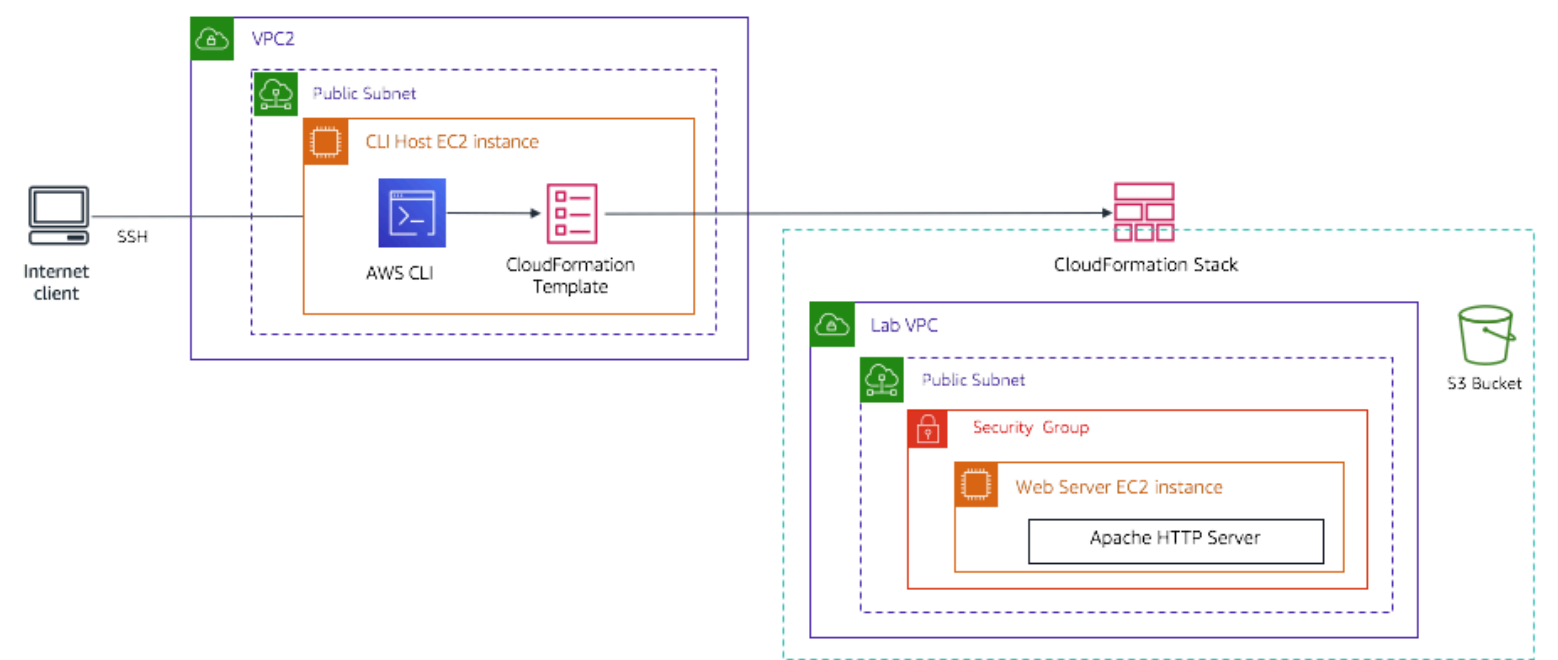 VPC2
Public Subnet
CLI Host EC2 instance
SSH
Internet
client
AWS CLI
CloudFormation
Template
CloudFormation Stack
Lab VPC
S3 Bucket
Public Subnet
Security Group
Web Server EC2 instance
Apache HTTP Server